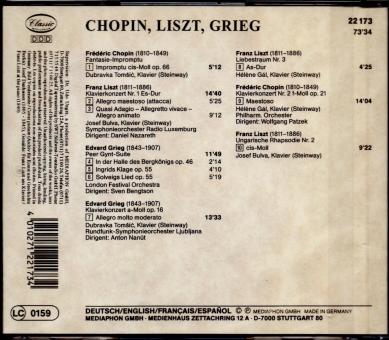 Classic
DDD
CHOPIN, LISZT, GRIEG
22 173
73'34
Frédéric Chopin (1810–1849)
Fantasie-Impromptu
1 Impromptu cis-moll op. 66 5'12
Dubravka Tomšič, Klavier (Steinway)
Franz Liszt (1811–1886)
Klavierkonzert Nr. 1 Es-Dur 14'40
2 Allegro maestoso (attacca) 5'25
3 Quasi Adagio – Allegretto vivace –
Allegro animato 9'12
Josef Bulva, Klavier (Steinway)
Symphonieorchester Radio Luxemburg
Dirigent: Daniel Nazareth
Edvard Grieg (1843–1907)
Peer Gynt-Suite 11'49
4 In der Halle des Bergkönigs op. 46 2'14
5 Ingrids Klage op. 55 4'10
6 Solveigs Lied op. 55 5'19
London Festival Orchestra
Dirigent: Sven Bengtson
Edvard Grieg (1843–1907)
Klavierkonzert a-Moll op. 16
7 Allegro molto moderato 13'33
Dubravka Tomšič, Klavier (Steinway)
Rundfunk-Symphonieorchester Ljubljana
Dirigent: Anton Nanùt
Franz Liszt (1811–1886)
Liebestraum Nr. 3
8 As-Dur 4'25
Hélène Gál, Klavier (Steinway)
Frédéric Chopin (1810–1849)
Klavierkonzert Nr. 2 f-Moll op. 21
9 Maestoso 14'04
Hélène Gál, Klavier (Steinway)
Philharm. Orchester
Dirigent: Wolfgang Patzek
Franz Liszt (1811–1886)
Ungarische Rhapsodie Nr. 2
10 cis-Moll 9'22
Josef Bulva, Klavier (Steinway)
4 010271 221734
LC 0159
DEUTSCH/ENGLISH/FRANÇAIS/ESPAÑOL © ℗ MEDIAPHON GMBH MADE IN GERMANY
MEDIAPHON GMBH · MEDIENHAUS ZETTACHRING 12 A · D-7000 STUTTGART 80